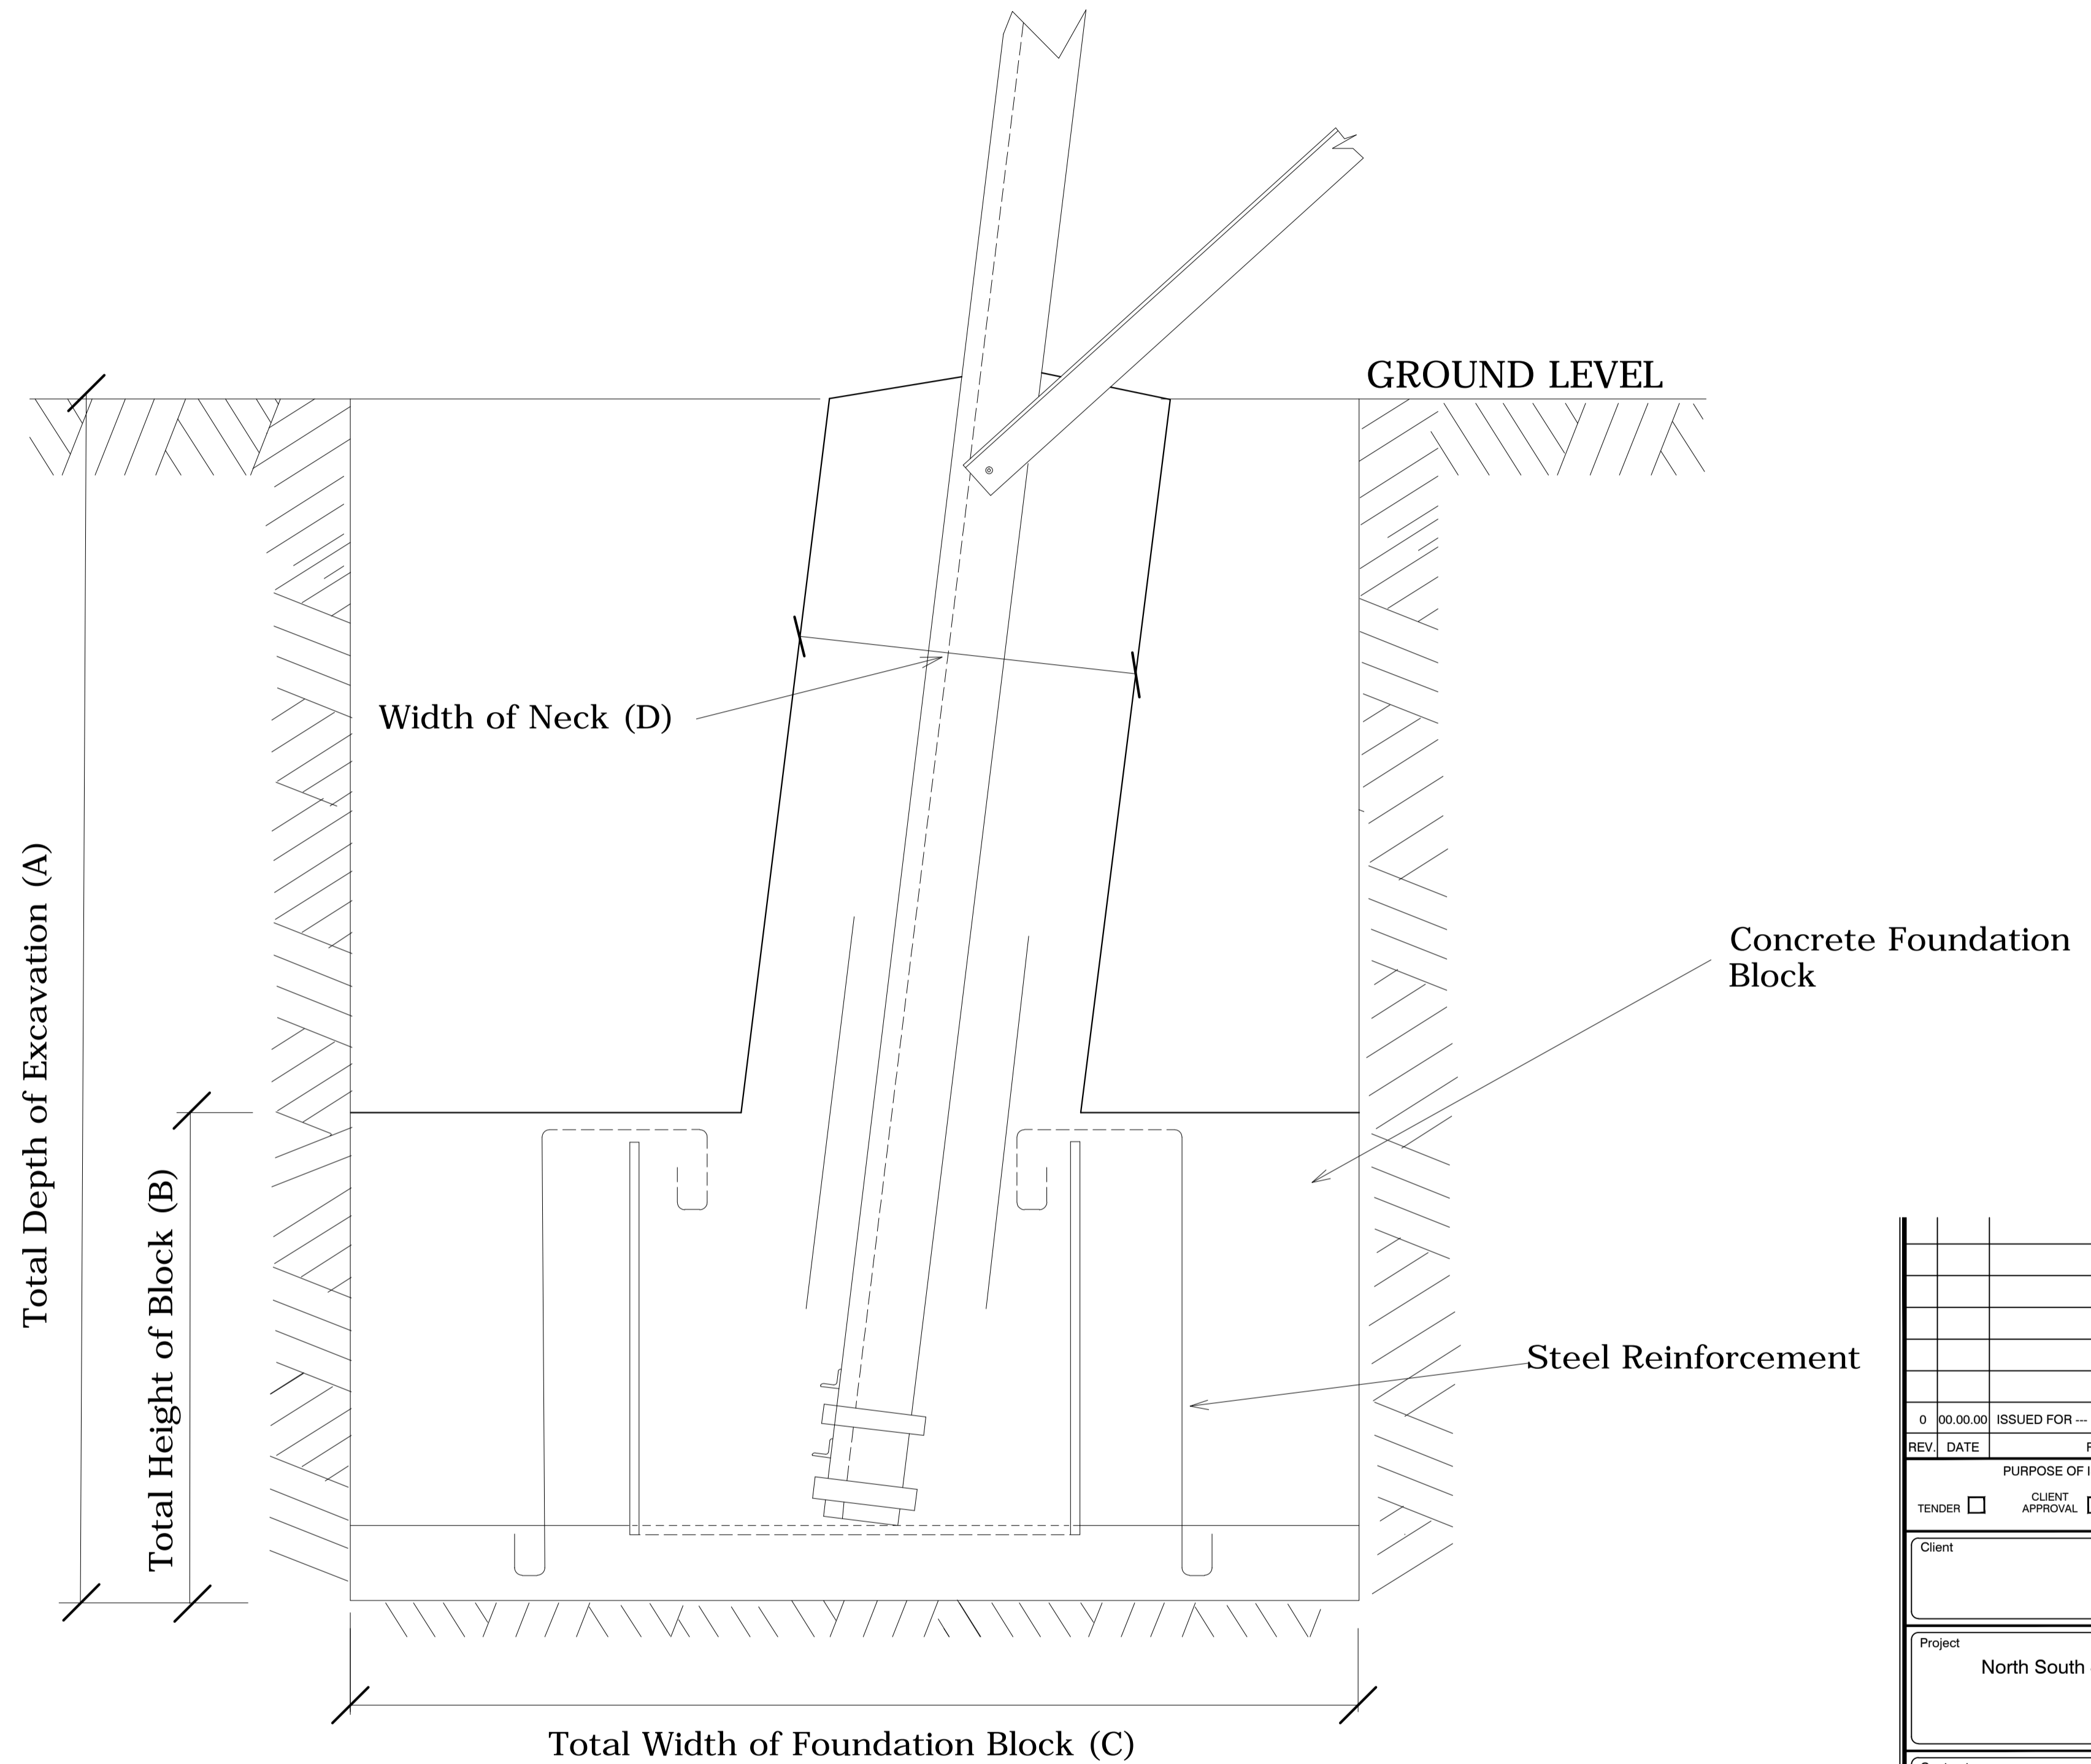 GROUND LEVEL
Width of Neck (D)
Total Depth of Excavation (A)
Total Height of Block (B)
Concrete Foundation
Block
Steel Reinforcement
Total Width of Foundation Block (C)
0 00.00.00 ISSUED FOR ---
REV. DATE
PURPOSE OF
TENDER
CLIENT
APPROVAL
Client
Project
North South